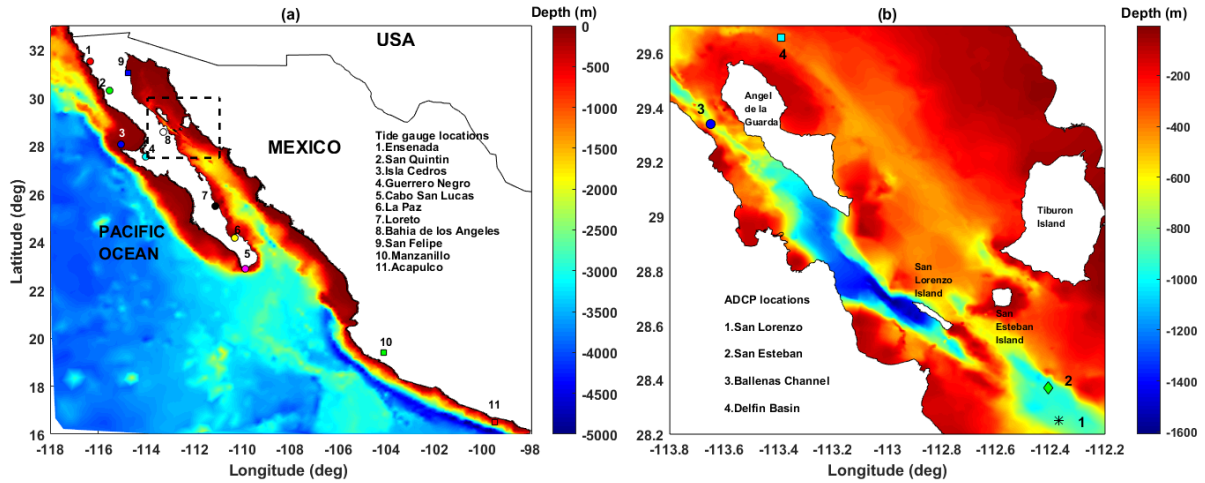 (a)
Depth (m)
32
30
28
26
24
22
20
18
16
Latitude (deg)
-118
-116
-114
-112
-110
-108
-106
-104
-102
-100
-98
Longitude (deg)
USA
MEXICO
PACIFIC
OCEAN
1
2
3
4
5
6
7
8
9
10
11
Tide gauge locations
1.Ensenada
2.San Quintin
3.Isla Cedros
4.Guerrero Negro
5.Cabo San Lucas
6.La Paz
7.Loreto
8.Bahia de los Angeles
9.San Felipe
10.Manzanillo
11.Acapulco
0
-500
-1000
-1500
-2000
-2500
-3000
-3500
-4000
-4500
-5000
(b)
Depth (m)
29.6
29.4
29.2
29
28.8
28.6
28.4
28.2
-113.8
-113.6
-113.4
-113.2
-113
-112.8
-112.6
-112.4
-112.2
Longitude (deg)
4
3
2
1
Angel
de la
Guarda
Tiburon
Island
San
Lorenzo
Island
San
Esteban
Island
ADCP locations
1.San Lorenzo
2.San Esteban
3.Ballenas Channel
4.Delfin Basin
-200
-400
-600
-800
-1000
-1200
-1400
-1600